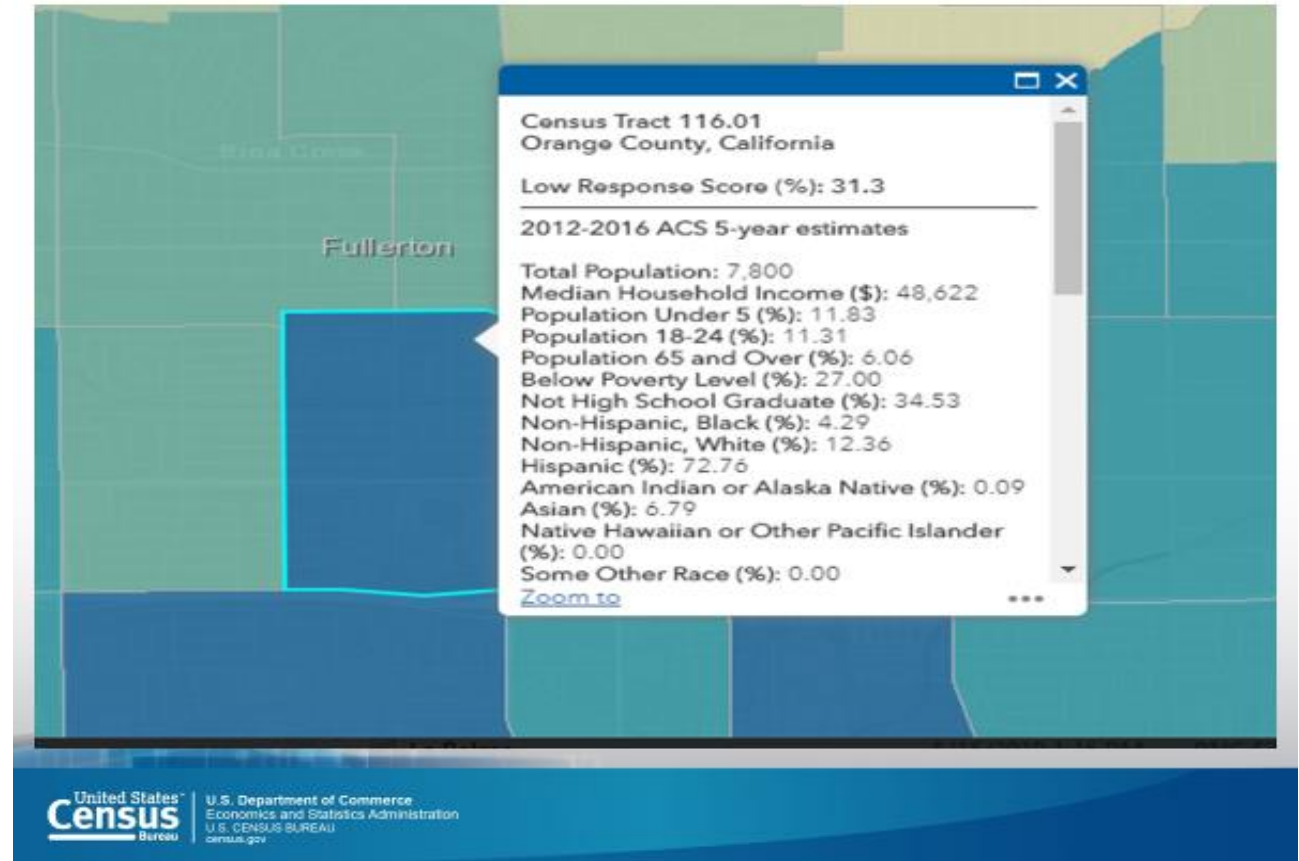 Fullerton
Census Tract 116.01
Orange County, California
Low Response Score (%): 31.3
2012-2016 ACS 5-year estimates
Total Population: 7,800
Median Household Income ($): 48,622
Population Under 5 (%): 11.83
Population 18-24 (%): 11.31
Population 65 and Over (%): 6.06
Below Poverty Level (%): 27.00
Not High School Graduate (%): 34.53
Non-Hispanic, Black (%): 4.29
Non-Hispanic, White (%): 12.36
Hispanic (%): 72.76
American Indian or Alaska Native (%): 0.09
Asian (%): 6.79
Native Hawaiian or Other Pacific Islander
(%): 0.00
Some Other Race (%): 0.00
Zoom to
United States™
Census
Bureau
U.S. Department of Commerce
Economics and Statistics Administration
U.S. CENSUS BUREAU
census.gov